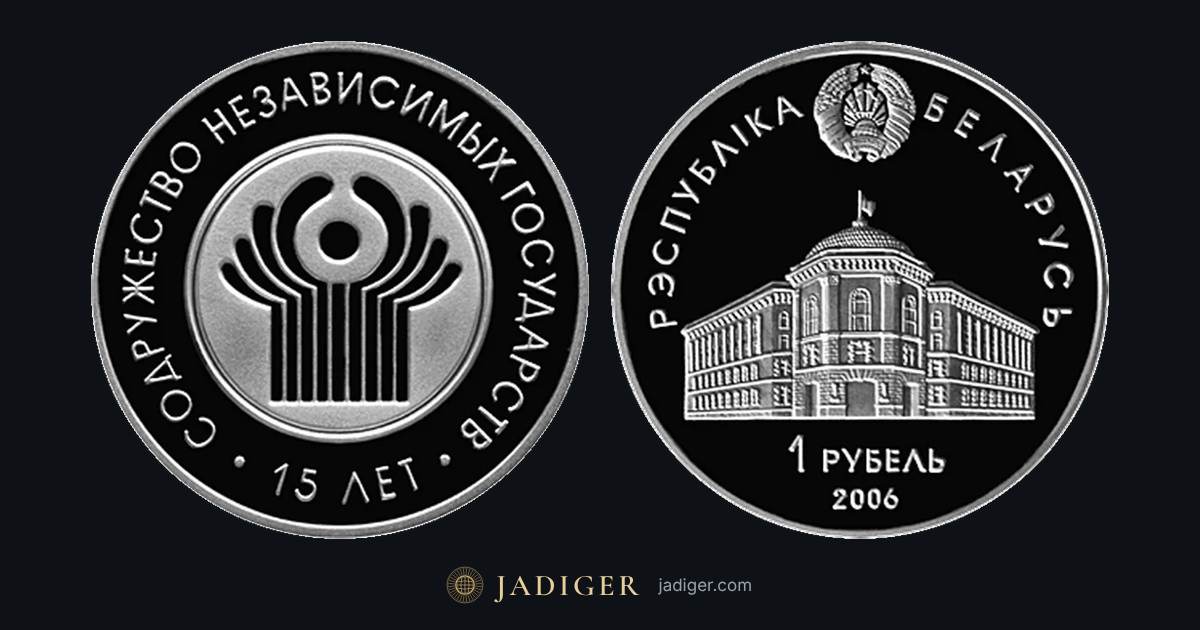 СОДРУЖЕСТВО НЕЗАВИСИМЫХ ГОСУДАРСТВ
• 15 ЛЕТ •
РЭСПУБЛІКА БЕЛАРУСЬ
1 РУБЕЛЬ
2006
JADIGER jadiger.com